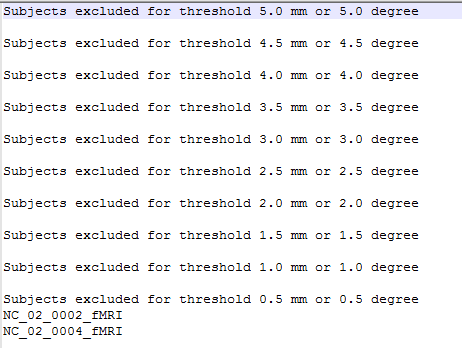 Subjects excluded for threshold 5.0 mm or 5.0 degree
Subjects excluded for threshold 4.5 mm or 4.5 degree
Subjects excluded for threshold 4.0 mm or 4.0 degree
Subjects excluded for threshold 3.5 mm or 3.5 degree
Subjects excluded for threshold 3.0 mm or 3.0 degree
Subjects excluded for threshold 2.5 mm or 2.5 degree
Subjects excluded for threshold 2.0 mm or 2.0 degree
Subjects excluded for threshold 1.5 mm or 1.5 degree
Subjects excluded for threshold 1.0 mm or 1.0 degree
Subjects excluded for threshold 0.5 mm or 0.5 degree
NC_02_0002_fMRI
NC_02_0004_fMRI